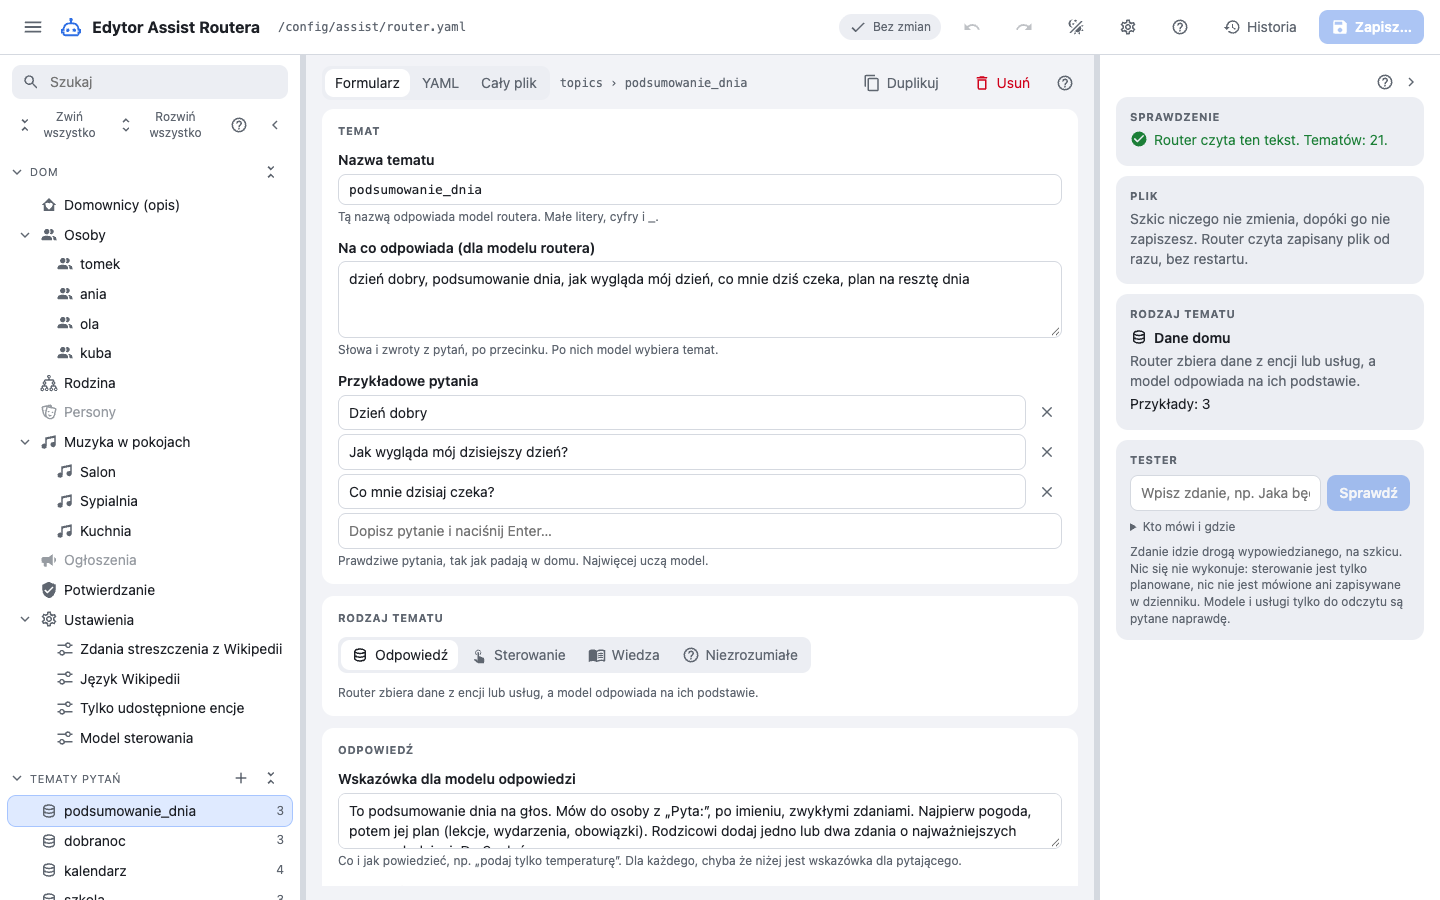 Edytor Assist Routera
/config/assist/router.yaml
Bez zmian
Historia
Zapisz...
Szukaj
Zwiń wszystko
Rozwiń wszystko
DOM
Domownicy (opis)
Osoby
tomek
ania
ola
kuba
Rodzina
Persony
Muzyka w pokojach
Salon
Sypialnia
Kuchnia
Ogłoszenia
Potwierdzanie
Ustawienia
Zdania streszczenia z Wikipedii
Język Wikipedii
Tylko udostępnione encje
Model sterowania
TEMATY PYTAŃ
podsumowanie_dnia 3
dobranoc 3
kalendarz 4
szkola 3
Formularz YAML Cały plik
topics › podsumowanie_dnia
Duplikuj
Usuń
TEMAT
Nazwa tematu
podsumowanie_dnia
Tą nazwą odpowiada model routera. Małe litery, cyfry i _.
Na co odpowiada (dla modelu routera)
dzień dobry, podsumowanie dnia, jak wygląda mój dzień, co mnie dziś czeka, plan na resztę dnia
Słowa i zwroty z pytań, po przecinku. Po nich model wybiera temat.
Przykładowe pytania
Dzień dobry
Jak wygląda mój dzisiejszy dzień?
Co mnie dzisiaj czeka?
Dopisz pytanie i naciśnij Enter...
Prawdziwe pytania, tak jak padają w domu. Najwięcej uczą model.
RODZAJ TEMATU
Odpowiedź Sterowanie Wiedza Niezrozumiałe
Router zbiera dane z encji lub usług, a model odpowiada na ich podstawie.
ODPOWIEDŹ
Wskazówka dla modelu odpowiedzi
To podsumowanie dnia na głos. Mów do osoby z „Pyta:”, po imieniu, zwykłymi zdaniami. Najpierw pogoda,
potem jej plan (lekcje, wydarzenia, obowiązki). Rodzicowi dodaj jedno lub dwa zdania o najważniejszych
Co i jak powiedzieć, np. „podaj tylko temperaturę”. Dla każdego, chyba że niżej jest wskazówka dla pytającego.
SPRAWDZENIE
Router czyta ten tekst. Tematów: 21.
PLIK
Szkic niczego nie zmienia, dopóki go nie
zapiszesz. Router czyta zapisany plik od
razu, bez restartu.
RODZAJ TEMATU
Dane domu
Router zbiera dane z encji lub usług, a
model odpowiada na ich podstawie.
Przykłady: 3
TESTER
Wpisz zdanie, np. Jaka bę
Sprawdź
Kto mówi i gdzie
Zdanie idzie drogą wypowiedzianego, na szkicu.
Nic się nie wykonuje: sterowanie jest tylko
planowane, nic nie jest mówione ani zapisywane
w dzienniku. Modele i usługi tylko do odczytu są
pytane naprawdę.